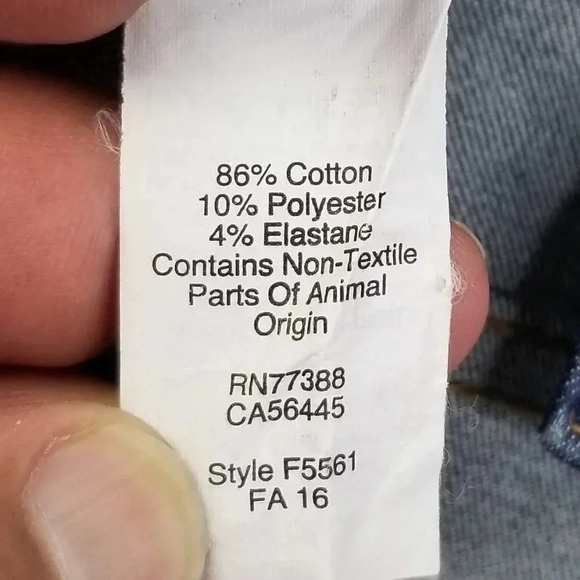 86% Cotton
10% Polyester
4% Elastane
Contains Non-Textile
Parts Of Animal
Origin
RN77388
CA56445
Style F5561
FA 16